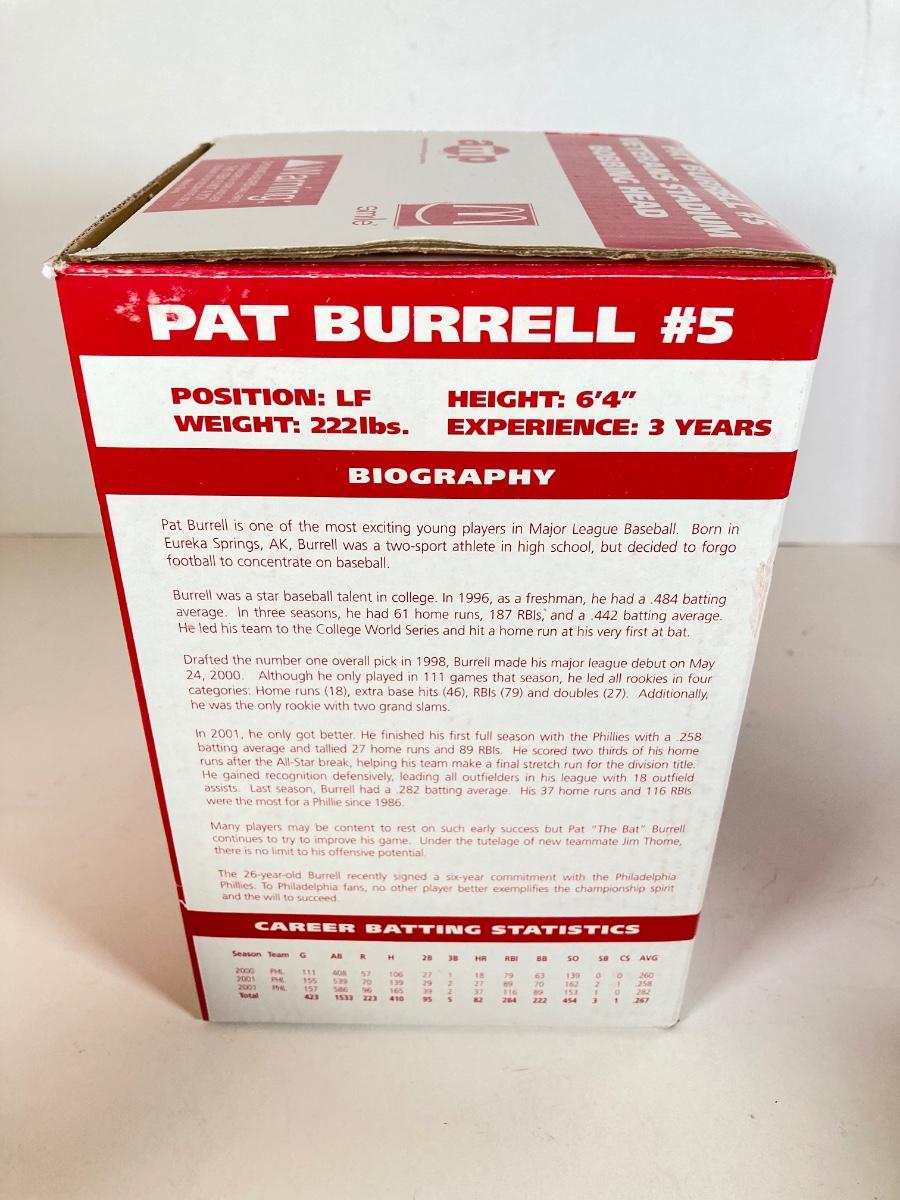 PAT BURRELL #5
VETERANS STADIUM
BOBBING HEAD
amp
smile
Warning
PAT BURRELL #5
POSITION: LF HEIGHT: 6'4"
WEIGHT: 222lbs. EXPERIENCE: 3 YEARS
BIOGRAPHY
Pat Burrell is one of the most exciting young players in Major League Baseball. Born in
Eureka Springs, AK, Burrell was a two-sport athlete in high school, but decided to forgo
football to concentrate on baseball.
Burrell was a star baseball talent in college. In 1996, as a freshman, he had a .484 batting
average. In three seasons, he had 61 home runs, 187 RBIs, and a .442 batting average.
He led his team to the College World Series and hit a home run at his very first at bat.
Drafted the number one overall pick in 1998, Burrell made his major league debut on May
24, 2000. Although he only played in 111 games that season, he led all rookies in four
categories: Home runs (18), extra base hits (46), RBIs (79) and doubles (27). Additionally,
he was the only rookie with two grand slams.
In 2001, he only got better. He finished his first full season with the Phillies with a .258
batting average and tallied 27 home runs and 89 RBIs. He scored two thirds of his home
runs after the All-Star break, helping his team make a final stretch run for the division title.
He gained recognition defensively, leading all outfielders in his league with 18 outfield
assists. Last season, Burrell had a .282 batting average. His 37 home runs and 116 RBIs
were the most for a Phillie since 1986.
Many players may be content to rest on such early success but Pat "The Bat" Burrell
continues to try to improve his game. Under the tutelage of new teammate Jim Thome,
there is no limit to his offensive potential.
The 26-year-old Burrell recently signed a six-year commitment with the Philadelphia
Phillies. To Philadelphia fans, no other player better exemplifies the championship spirit
and the will to succeed.
CAREER BATTING STATISTICS
Season Team G AB R H 2B 3B HR RBI BB SO SB CS AVG
2000 PHL 111 408 57 106 27 1 18 79 63 139 0 0 .260
2001 PHL 155 539 70 139 29 2 27 89 70 162 2 1 .258
2001 PHL 157 586 96 165 39 2 37 116 89 153 1 0 .282
Total 423 1533 223 410 95 5 82 284 222 454 3 1 .267